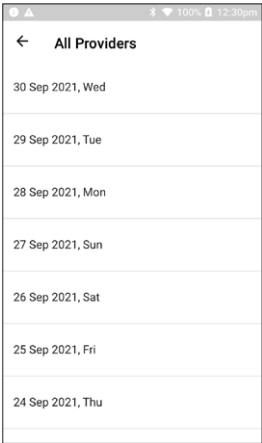 100% 12:30pm
All Providers
30 Sep 2021, Wed
29 Sep 2021, Tue
28 Sep 2021, Mon
27 Sep 2021, Sun
26 Sep 2021, Sat
25 Sep 2021, Fri
24 Sep 2021, Thu